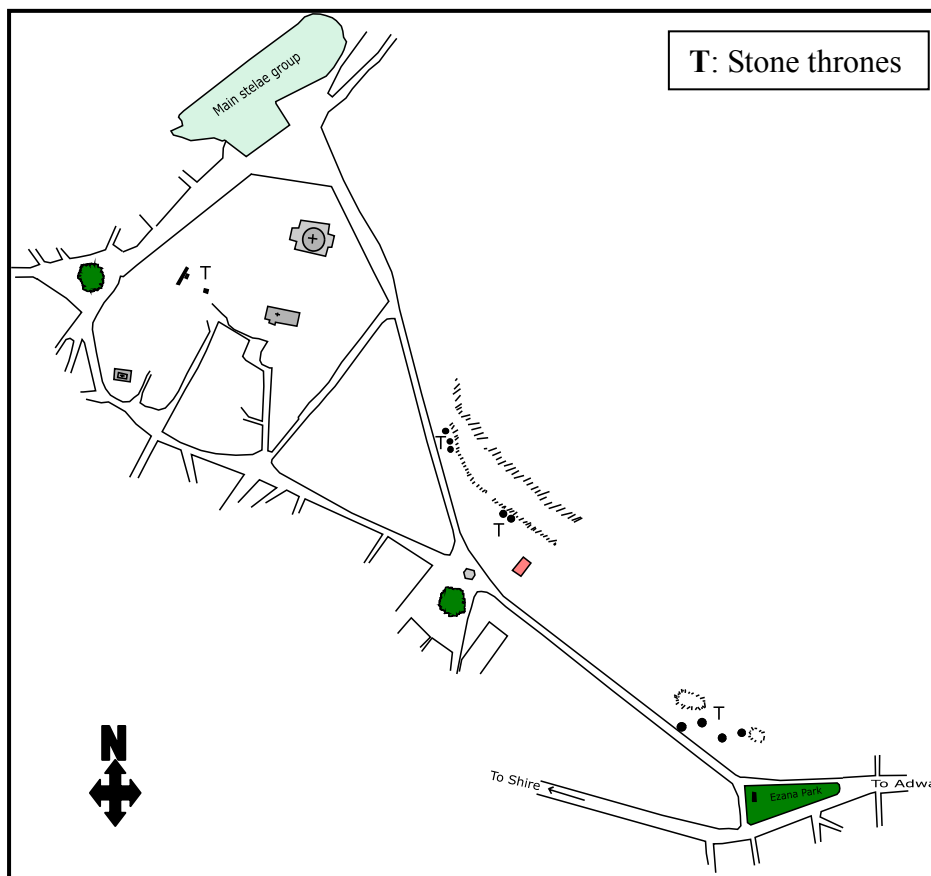 T: Stone thrones
Main stelae group
T
T
T
T
N
To Shire
Ezana Park
To Adwa